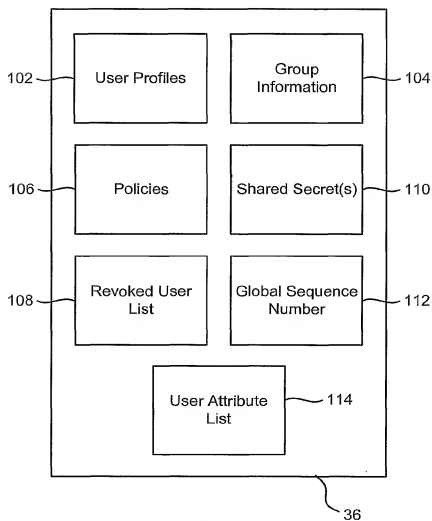 102
User Profiles
Group
Information
104
106
Policies
Shared Secret(s)
110
108
Revoked User
List
Global Sequence
Number
112
User Attribute
List
114
36